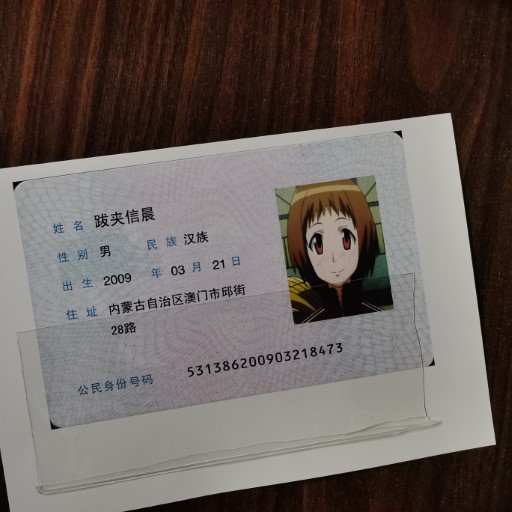 姓名 跋夹信晨
性别 男 民族 汉族
出生 2009 年 03 月 21 日
住址 内蒙古自治区澳门市邱街
28路
公民身份号码 531386200903218473